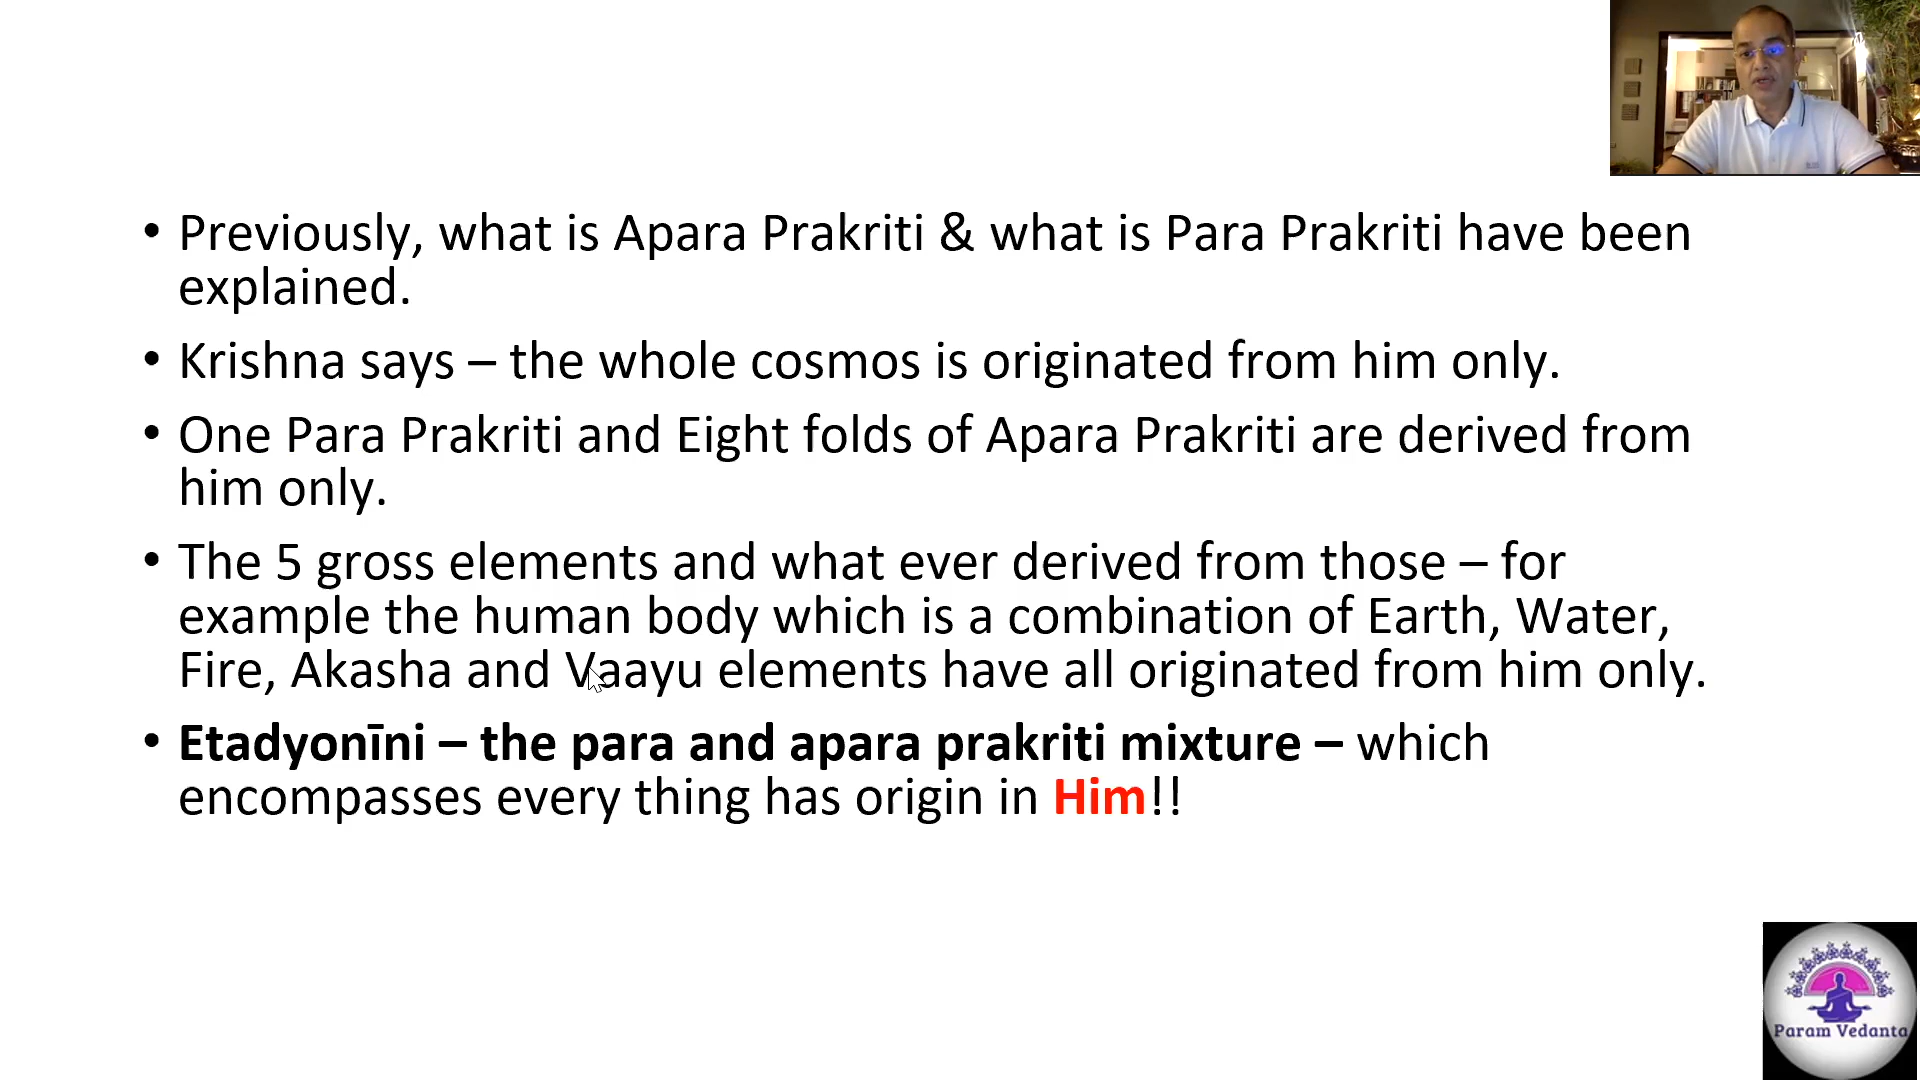 • Previously, what is Apara Prakriti & what is Para Prakriti have been
explained.
• Krishna says – the whole cosmos is originated from him only.
• One Para Prakriti and Eight folds of Apara Prakriti are derived from
him only.
• The 5 gross elements and what ever derived from those – for
example the human body which is a combination of Earth, Water,
Fire, Akasha and Vaayu elements have all originated from him only.
• Etadyonīni – the para and apara prakriti mixture – which
encompasses every thing has origin in Him!!
Param Vedanta